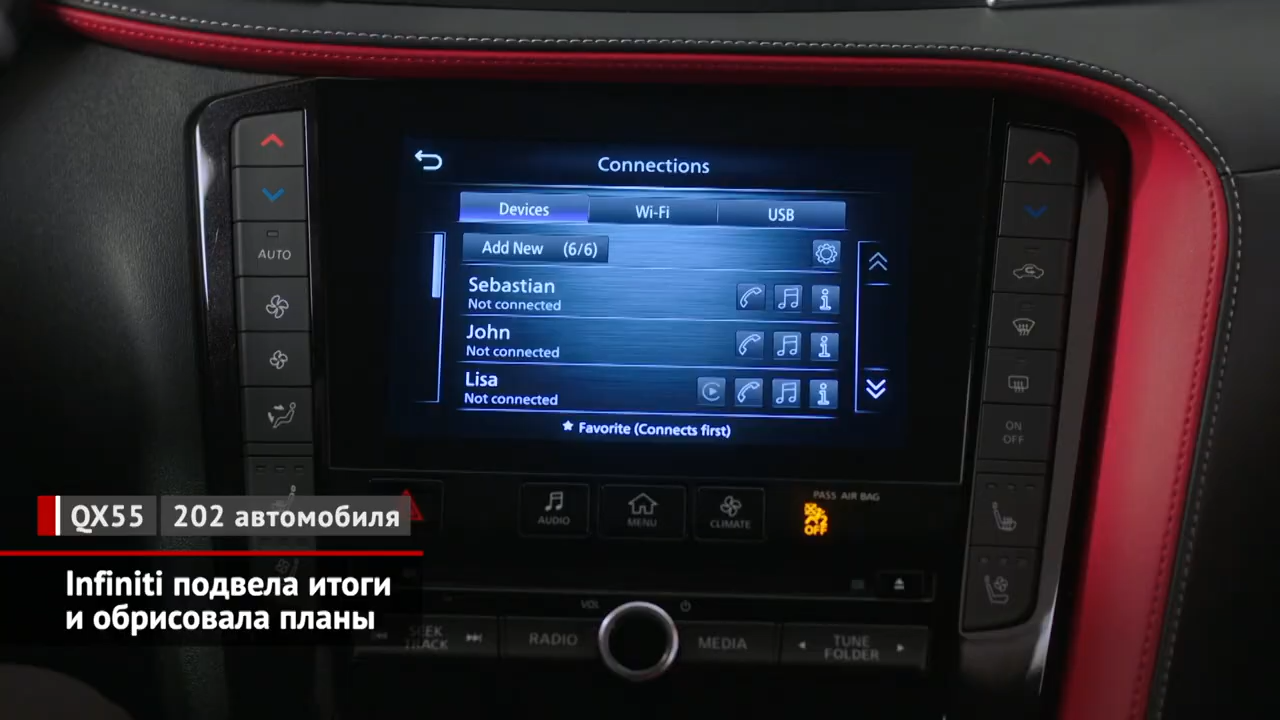 Connections
Devices Wi-Fi USB
Add New (6/6)
Sebastian
Not connected
John
Not connected
Lisa
Not connected
★ Favorite (Connects first)
AUTO
ON
OFF
PASS AIR BAG
OFF
AUDIO MENU CLIMATE
QX55 202 автомобиля
Infiniti подвела итоги
и обрисовала планы
VOL
SEEK
TRACK
RADIO MEDIA
TUNE
FOLDER